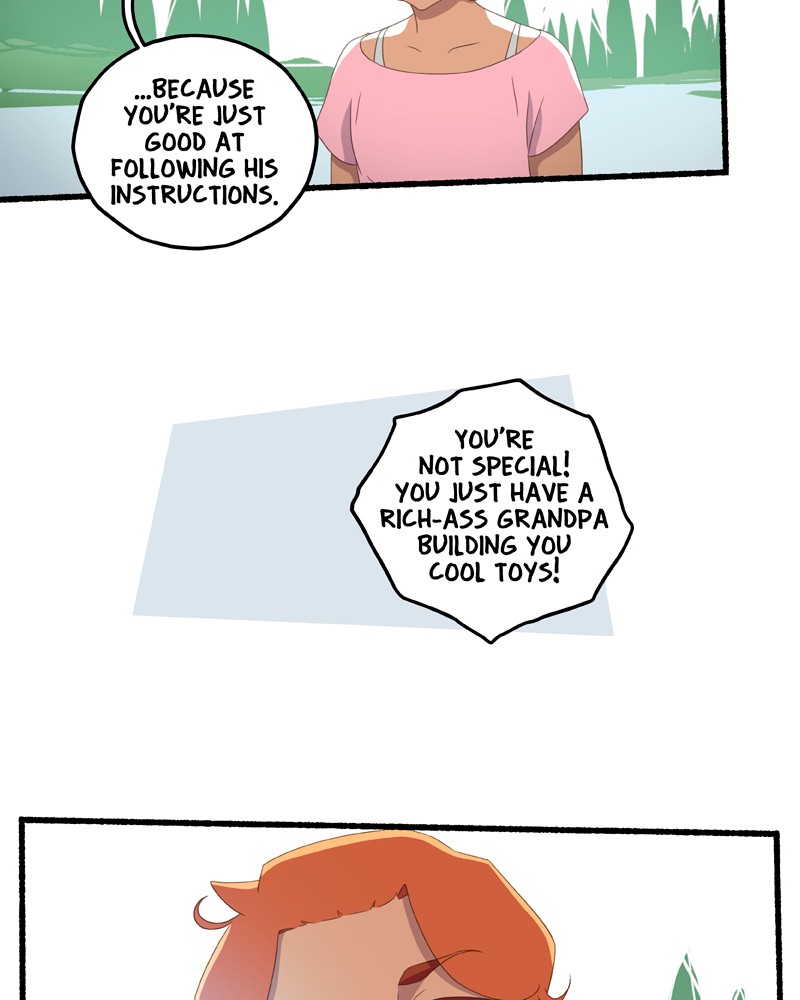 ...BECAUSE
YOU'RE JUST
GOOD AT
FOLLOWING HIS
INSTRUCTIONS.
YOU'RE
NOT SPECIAL!
YOU JUST HAVE A
RICH-ASS GRANDPA
BUILDING YOU
COOL TOYS!